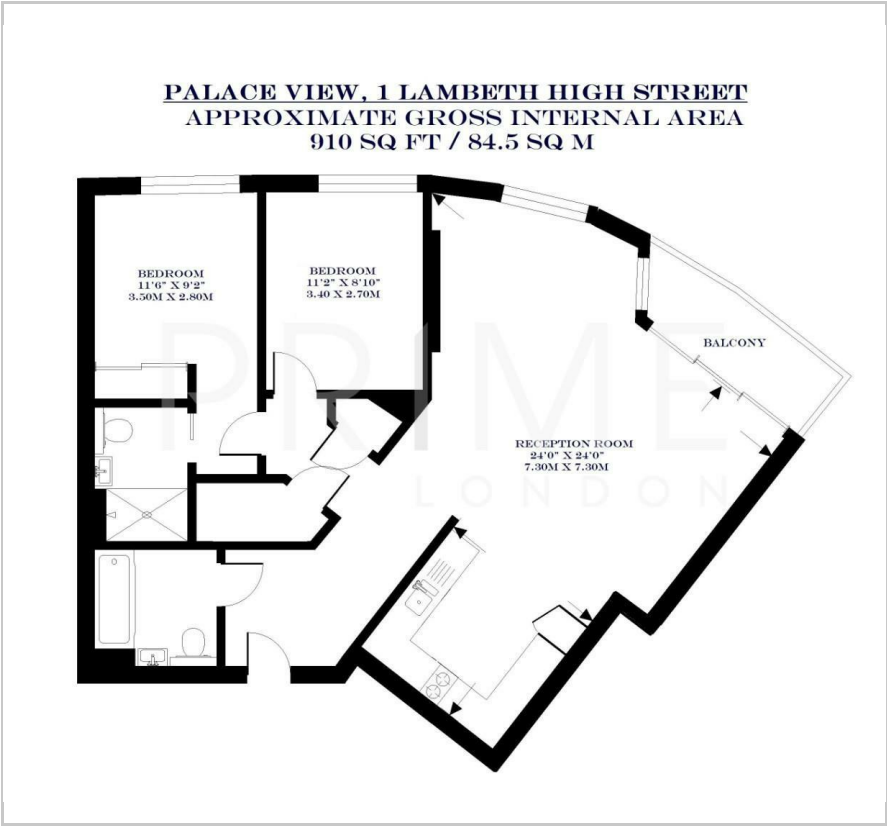 PALACE VIEW, 1 LAMBETH HIGH STREET
APPROXIMATE GROSS INTERNAL AREA
910 SQ FT / 84.5 SQ M
BEDROOM
11'6" X 9'2"
3.50M X 2.80M
BEDROOM
11'2" X 8'10"
3.40 X 2.70M
BALCONY
RECEPTION ROOM
24'0" X 24'0"
7.30M X 7.30M
PRIME
LONDON